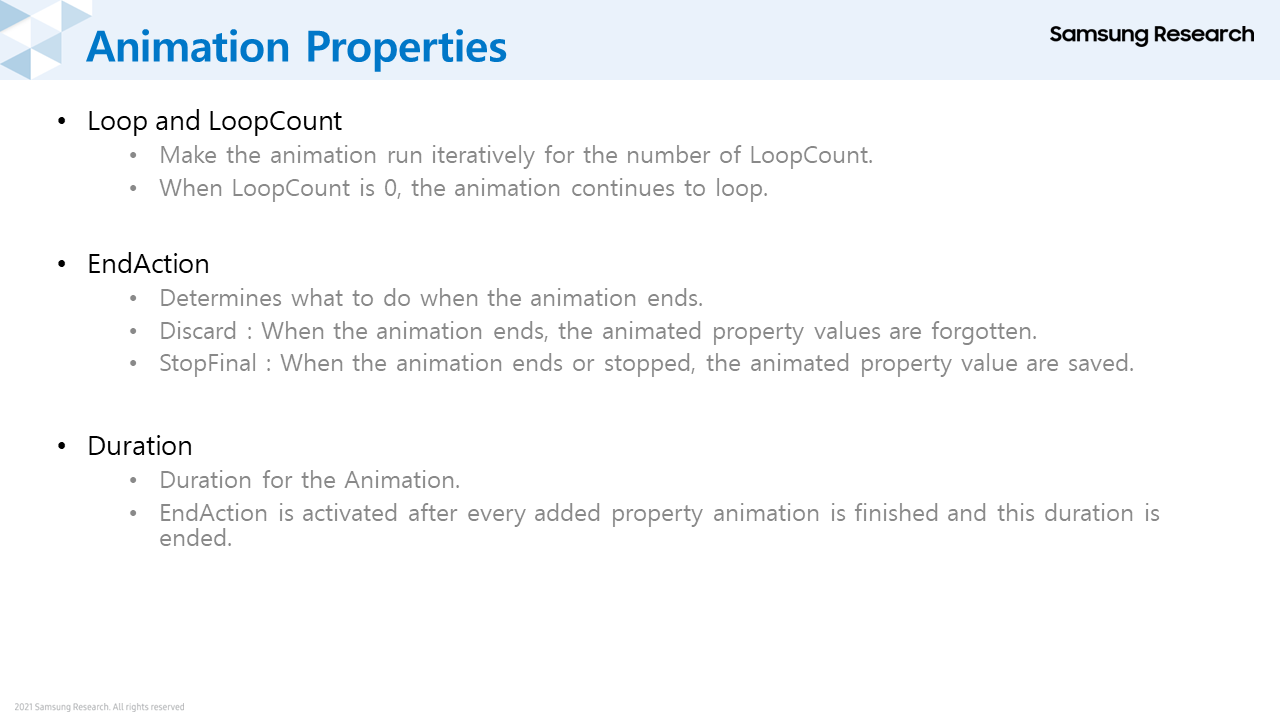 Animation Properties
Samsung Research
• Loop and LoopCount
• Make the animation run iteratively for the number of LoopCount.
• When LoopCount is 0, the animation continues to loop.
• EndAction
• Determines what to do when the animation ends.
• Discard : When the animation ends, the animated property values are forgotten.
• StopFinal : When the animation ends or stopped, the animated property value are saved.
• Duration
• Duration for the Animation.
• EndAction is activated after every added property animation is finished and this duration is
ended.
2021 Samsung Research. All rights reserved